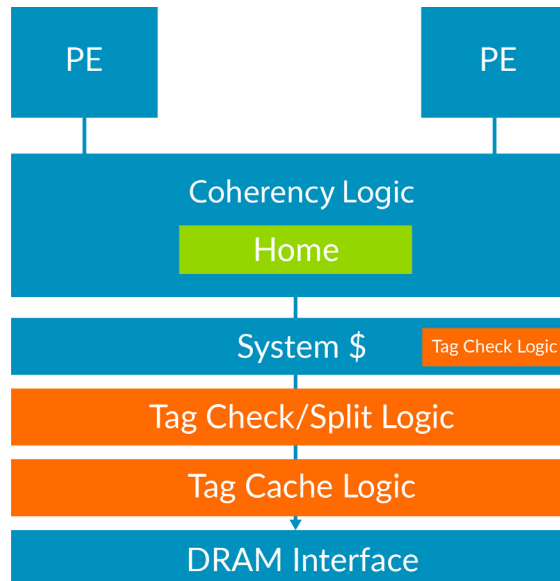 PE
PE
Coherency Logic
Home
System $
Tag Check Logic
Tag Check/Split Logic
Tag Cache Logic
DRAM Interface